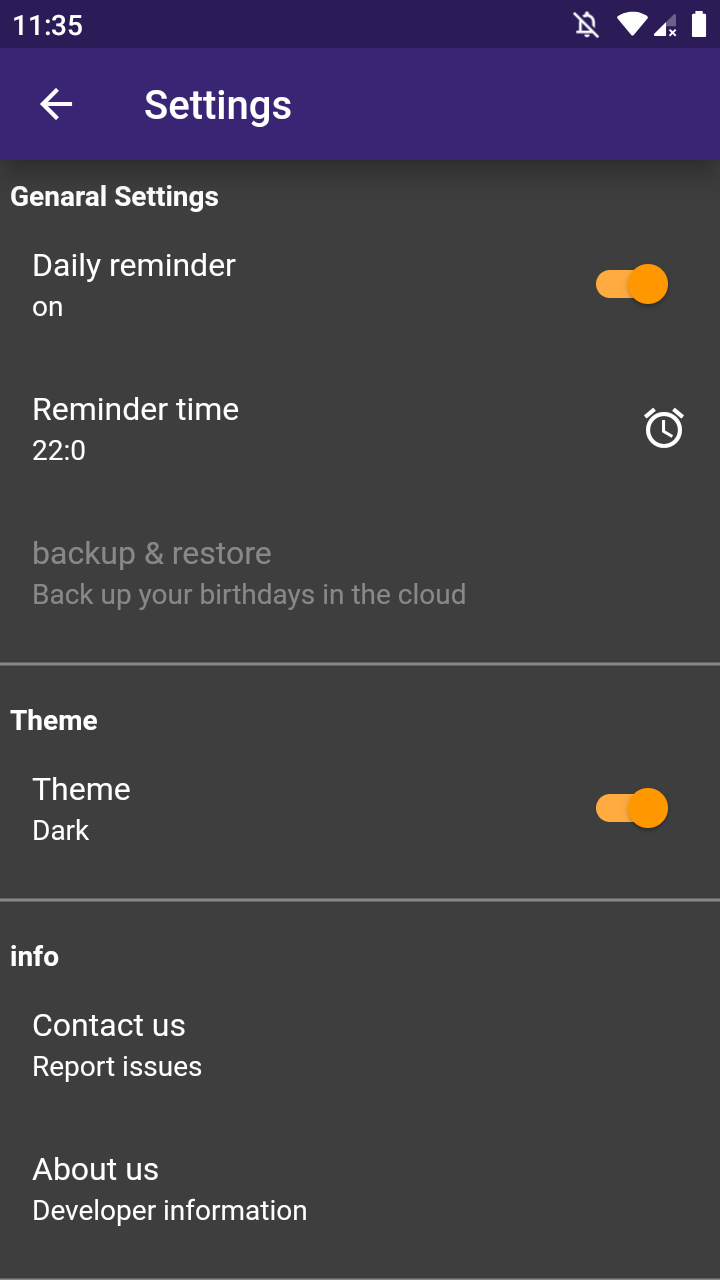 11:35
Settings
Genaral Settings
Daily reminder
on
Reminder time
22:0
backup & restore
Back up your birthdays in the cloud
Theme
Theme
Dark
info
Contact us
Report issues
About us
Developer information